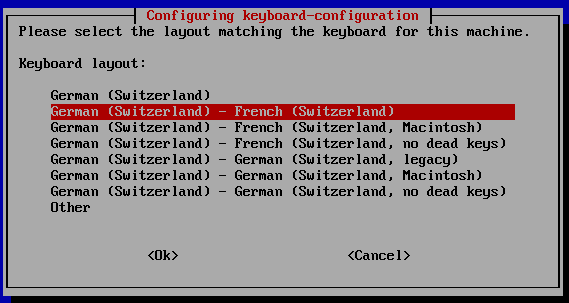 Configuring keyboard-configuration
Please select the layout matching the keyboard for this machine.
Keyboard layout:
German (Switzerland)
German (Switzerland) - French (Switzerland)
German (Switzerland) - French (Switzerland, Macintosh)
German (Switzerland) - French (Switzerland, no dead keys)
German (Switzerland) - German (Switzerland, legacy)
German (Switzerland) - German (Switzerland, Macintosh)
German (Switzerland) - German (Switzerland, no dead keys)
Other
<Ok> <Cancel>